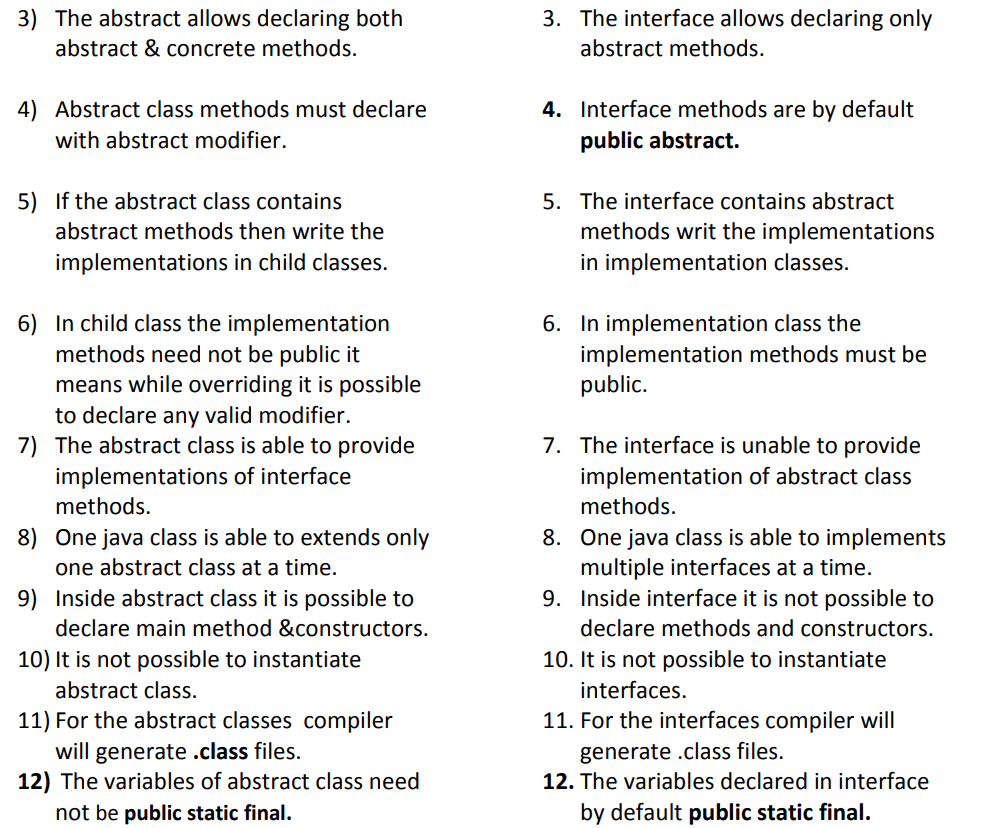 3) The abstract allows declaring both
abstract & concrete methods.
4) Abstract class methods must declare
with abstract modifier.
5) If the abstract class contains
abstract methods then write the
implementations in child classes.
6) In child class the implementation
methods need not be public it
means while overriding it is possible
to declare any valid modifier.
7) The abstract class is able to provide
implementations of interface
methods.
8) One java class is able to extends only
one abstract class at a time.
9) Inside abstract class it is possible to
declare main method &constructors.
10) It is not possible to instantiate
abstract class.
11) For the abstract classes compiler
will generate .class files.
12) The variables of abstract class need
not be public static final.
3. The interface allows declaring only
abstract methods.
4. Interface methods are by default
public abstract.
5. The interface contains abstract
methods writ the implementations
in implementation classes.
6. In implementation class the
implementation methods must be
public.
7. The interface is unable to provide
implementation of abstract class
methods.
8. One java class is able to implements
multiple interfaces at a time.
9. Inside interface it is not possible to
declare methods and constructors.
10. It is not possible to instantiate
interfaces.
11. For the interfaces compiler will
generate .class files.
12. The variables declared in interface
by default public static final.